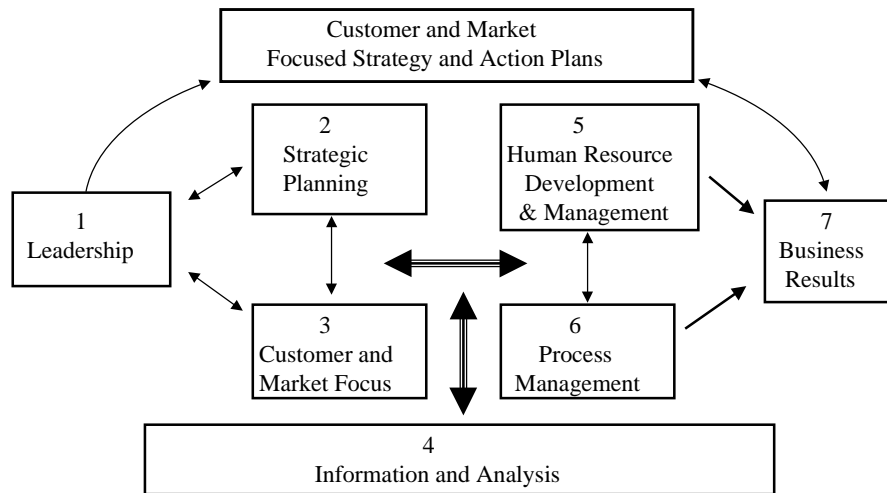 Customer and Market
Focused Strategy and Action Plans
2
Strategic
Planning
5
Human Resource
Development
& Management
1
Leadership
7
Business
Results
3
Customer and
Market Focus
6
Process
Management
4
Information and Analysis